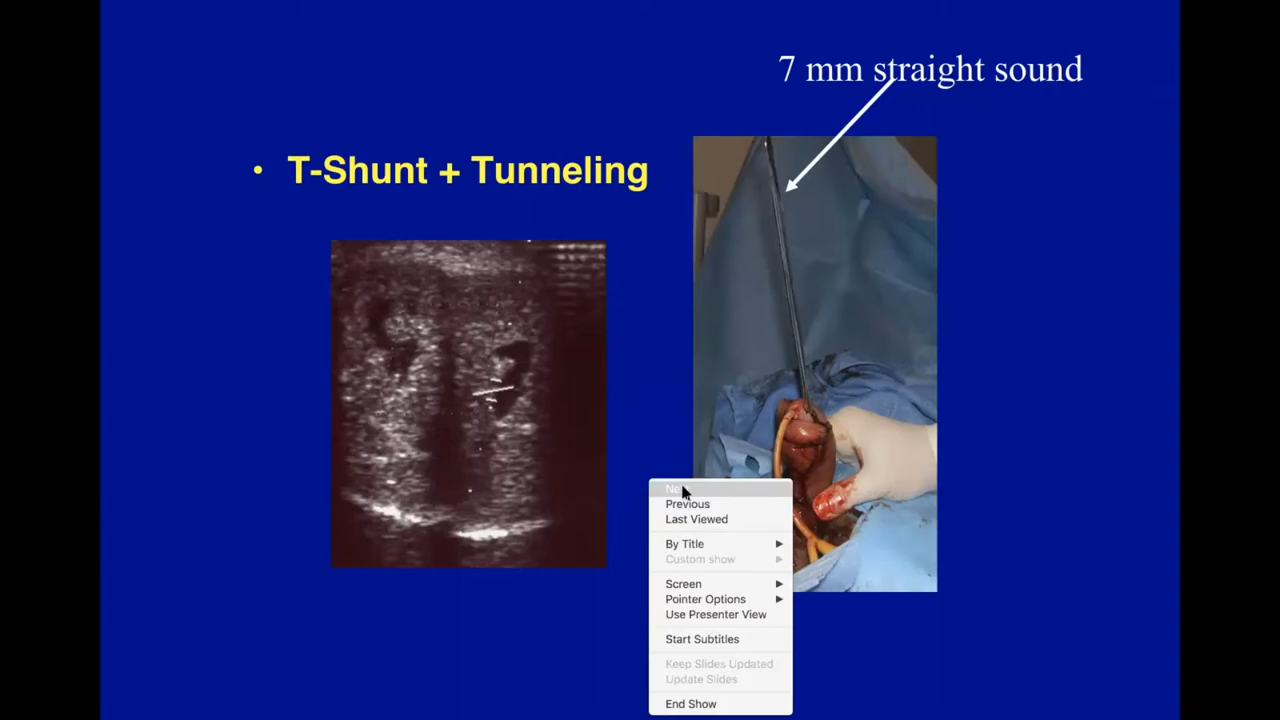 7 mm straight sound
• T-Shunt + Tunneling
Previous
Last Viewed
By Title
Custom show
Screen
Pointer Options
Use Presenter View
Start Subtitles
Keep Slides Updated
Update Slides
End Show